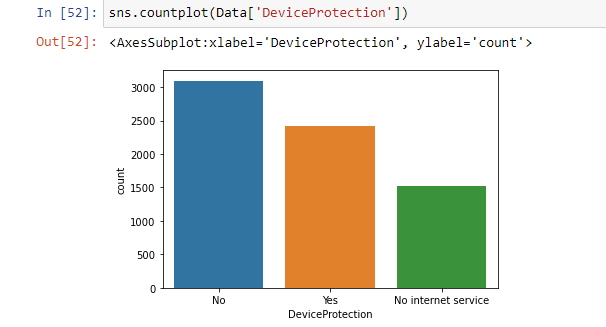 In [52]: sns.countplot(Data['DeviceProtection'])
Out[52]: <AxesSubplot:xlabel='DeviceProtection', ylabel='count'>
3000
2500
2000
1500
1000
500
0
count
No Yes No internet service
DeviceProtection